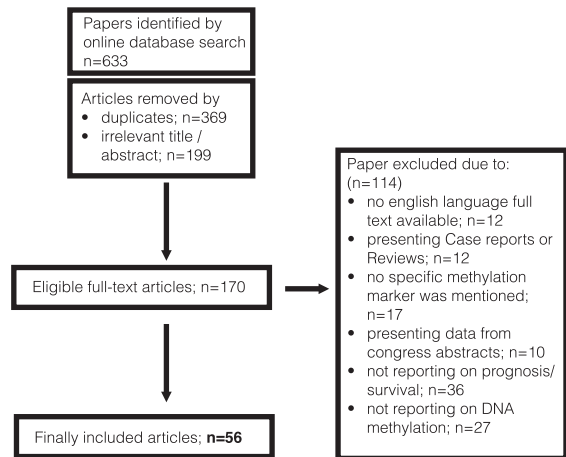 Papers identified by
online database search
n=633
Articles removed by
• duplicates; n=369
• irrelevant title /
abstract; n=199
Eligible full-text articles; n=170
Finally included articles; n=56
Paper excluded due to:
(n=114)
• no english language full
text available; n=12
• presenting Case reports or
Reviews; n=12
• no specific methylation
marker was mentioned;
n=17
• presenting data from
congress abstracts; n=10
• not reporting on prognosis/
survival; n=36
• not reporting on DNA
methylation; n=27